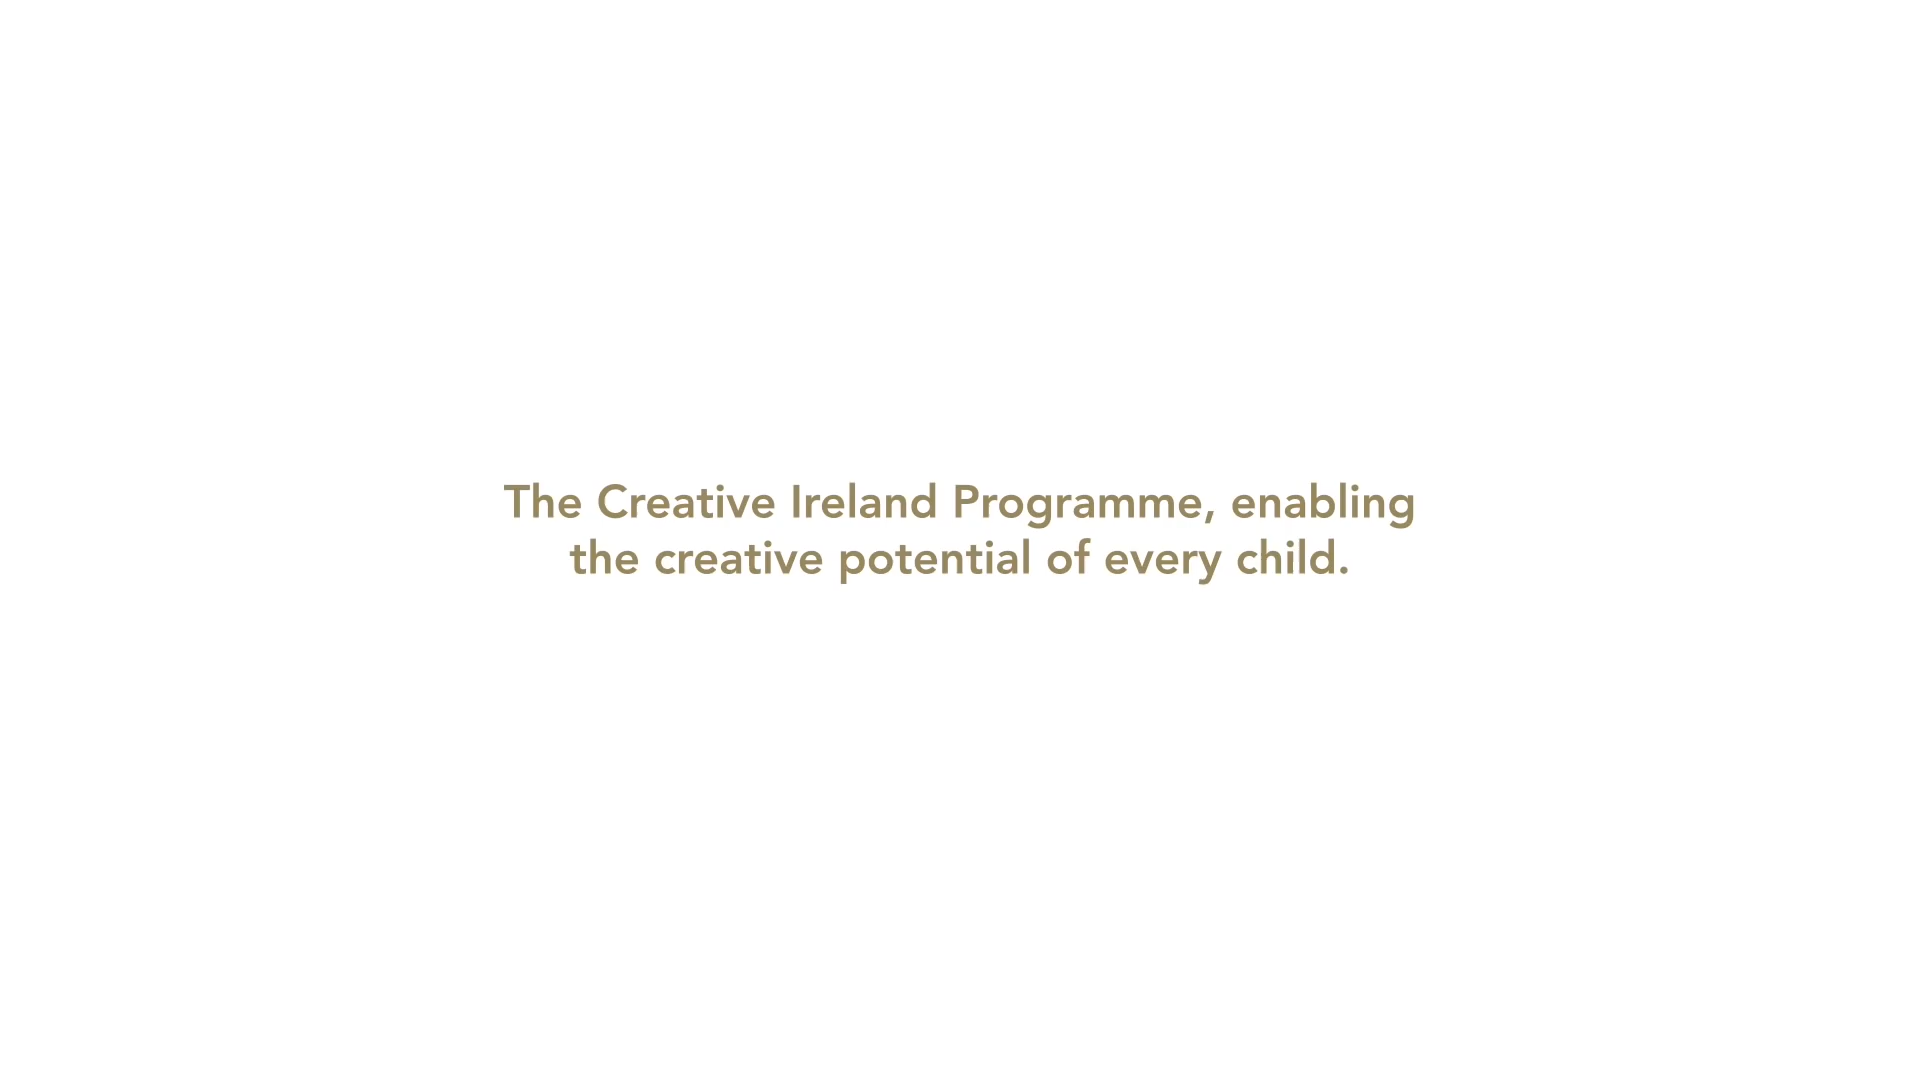 The Creative Ireland Programme, enabling
the creative potential of every child.